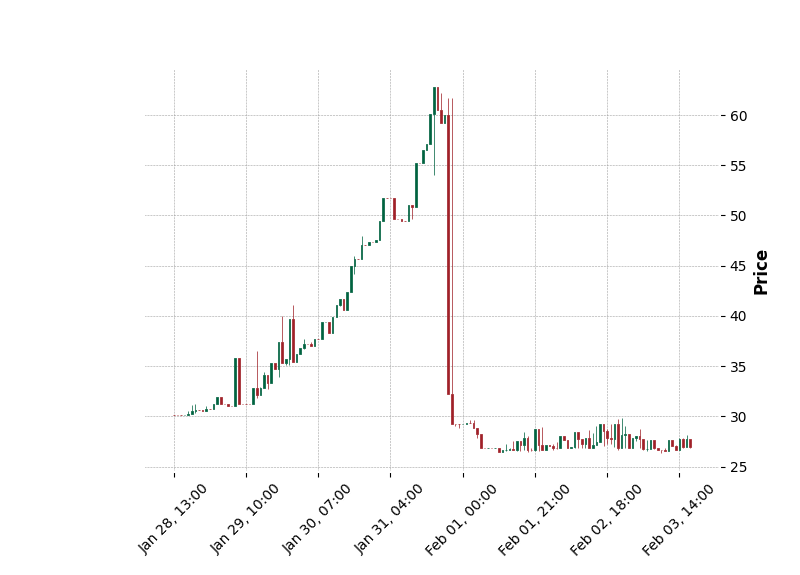 60
55
50
45
40
35
30
25
Price
Jan 28, 13:00
Jan 29, 10:00
Jan 30, 07:00
Jan 31, 04:00
Feb 01, 00:00
Feb 01, 21:00
Feb 02, 18:00
Feb 03, 14:00